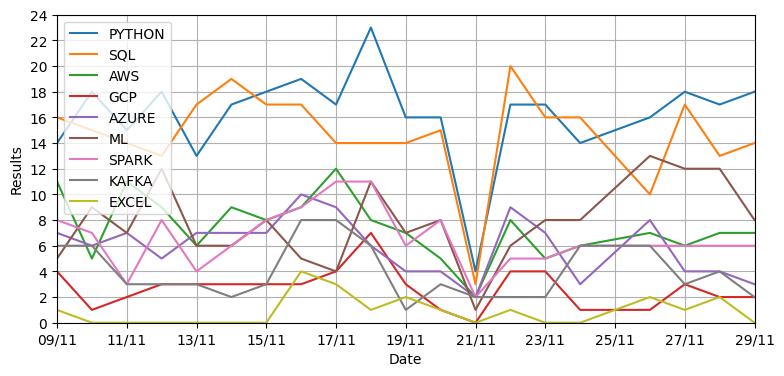 24
22
20
18
16
14
12
10
8
6
4
2
0
Results
PYTHON
SQL
AWS
GCP
AZURE
ML
SPARK
KAFKA
EXCEL
09/11 11/11 13/11 15/11 17/11 19/11 21/11 23/11 25/11 27/11 29/11
Date